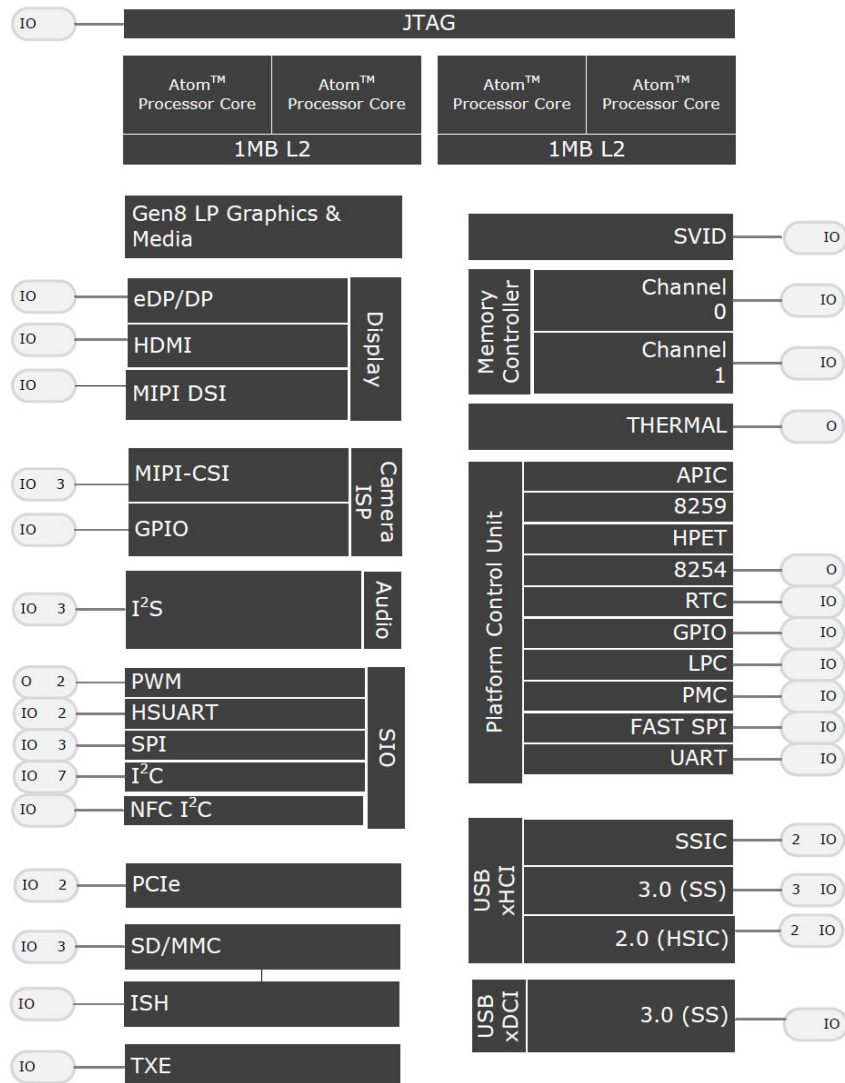 IO JTAG
Atom™ Processor Core
Atom™ Processor Core
1MB L2
Atom™ Processor Core
Atom™ Processor Core
1MB L2
Gen8 LP Graphics &
Media
IO eDP/DP
IO HDMI
IO MIPI DSI
Display
IO 3 MIPI-CSI
IO GPIO
Camera
ISP
IO 3 I²S
Audio
O 2 PWM
IO 2 HSUART
IO 3 SPI
IO 7 I²C
IO NFC I²C
SIO
IO 2 PCIe
IO 3 SD/MMC
IO ISH
IO TXE
SVID IO
Memory
Controller
Channel
0 IO
Channel
1 IO
THERMAL O
Platform Control Unit
APIC
8259
HPET
8254 O
RTC IO
GPIO IO
LPC IO
PMC IO
FAST SPI IO
UART IO
USB
xHCI
SSIC 2 IO
3.0 (SS) 3 IO
2.0 (HSIC) 2 IO
USB
xDCI
3.0 (SS) IO